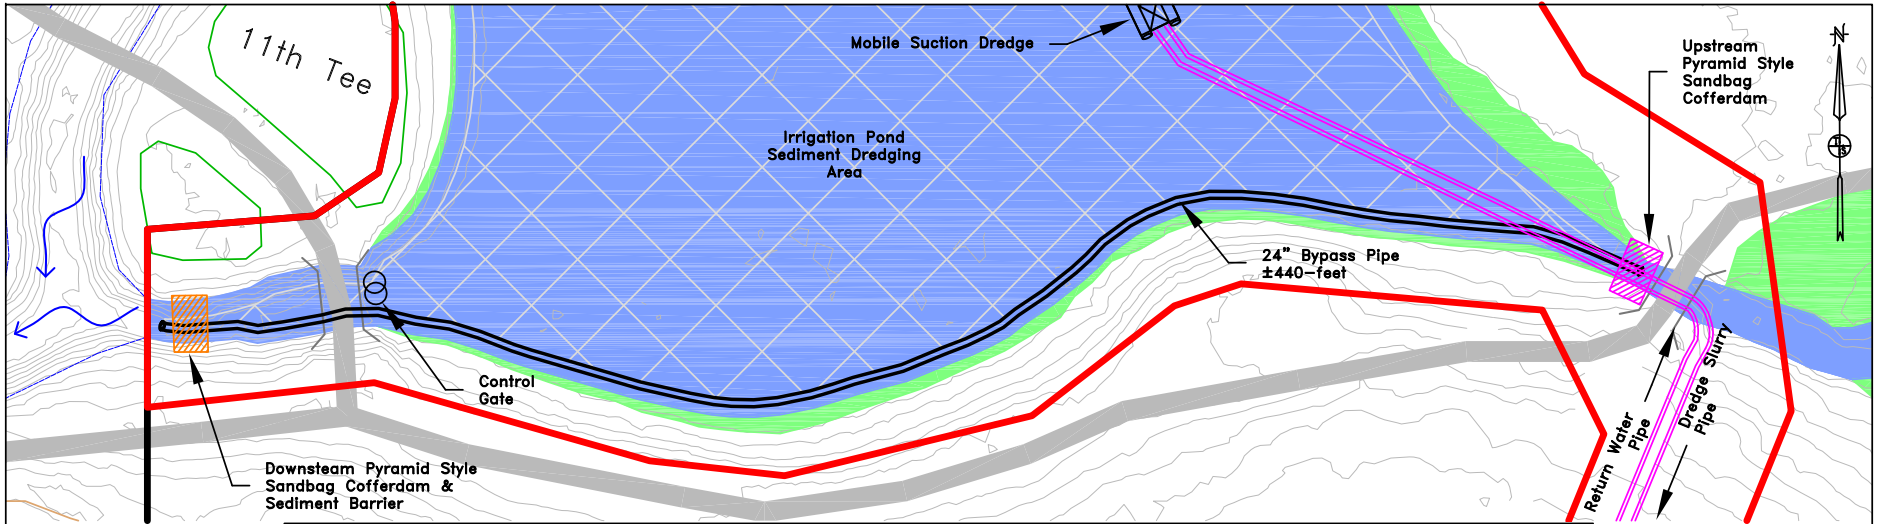 11th Tee
Mobile Suction Dredge
Upstream
Pyramid Style
Sandbag
Cofferdam
N
Irrigation Pond
Sediment Dredging
Area
24" Bypass Pipe
±440-feet
Control
Gate
Downsteam Pyramid Style
Sandbag Cofferdam &
Sediment Barrier
Return Water
Pipe
Dredge Slurry
Pipe